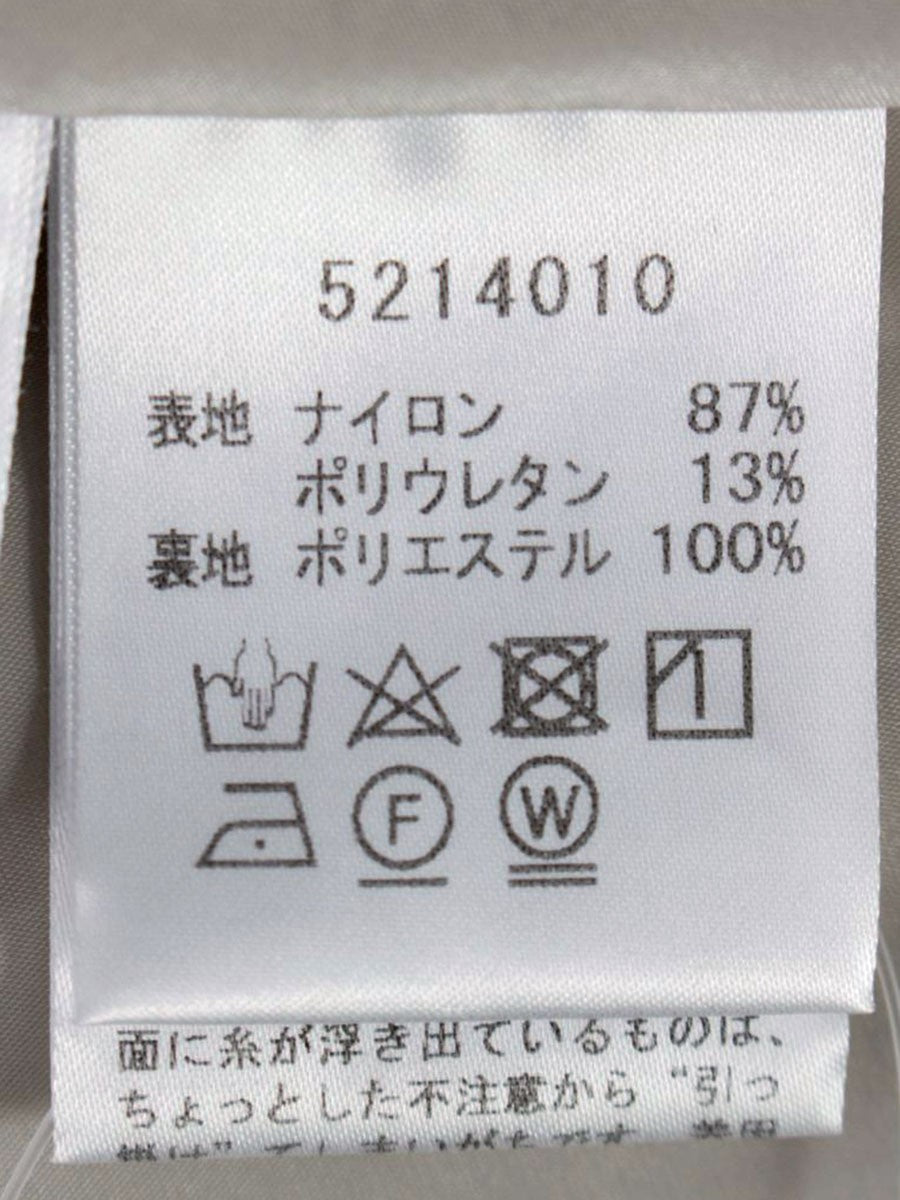 5214010
表地 ナイロン 87%
ポリウレタン 13%
裏地 ポリエステル 100%
F W
面に糸が浮き出ているものは、
ちょっとした不注意から“引っ